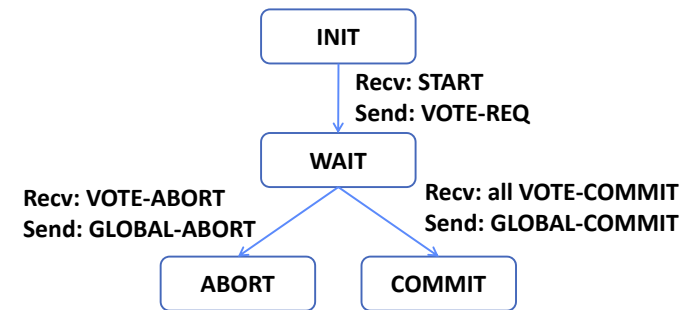 INIT
Recv: START
Send: VOTE-REQ
WAIT
Recv: VOTE-ABORT
Send: GLOBAL-ABORT
Recv: all VOTE-COMMIT
Send: GLOBAL-COMMIT
ABORT
COMMIT